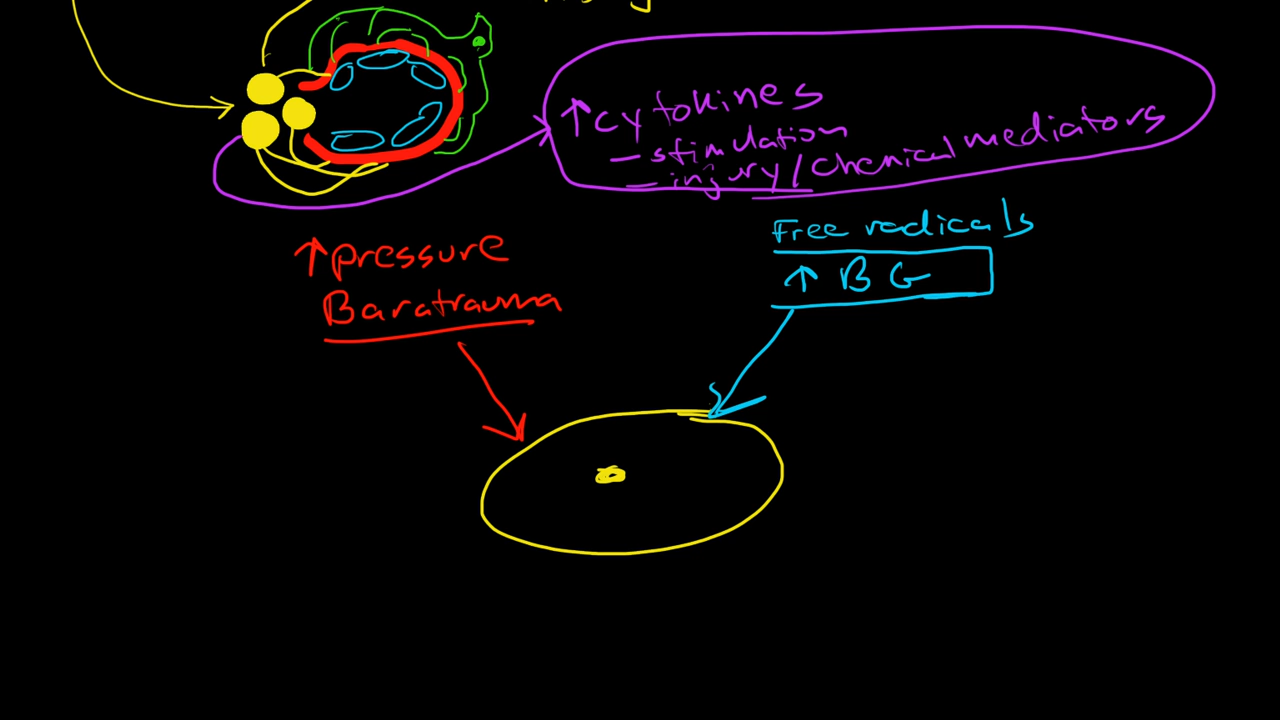 ↑cytokines
- stimulation
- injury/chemical mediators
Free radicals
↑ BG
↑pressure
Baratrauma